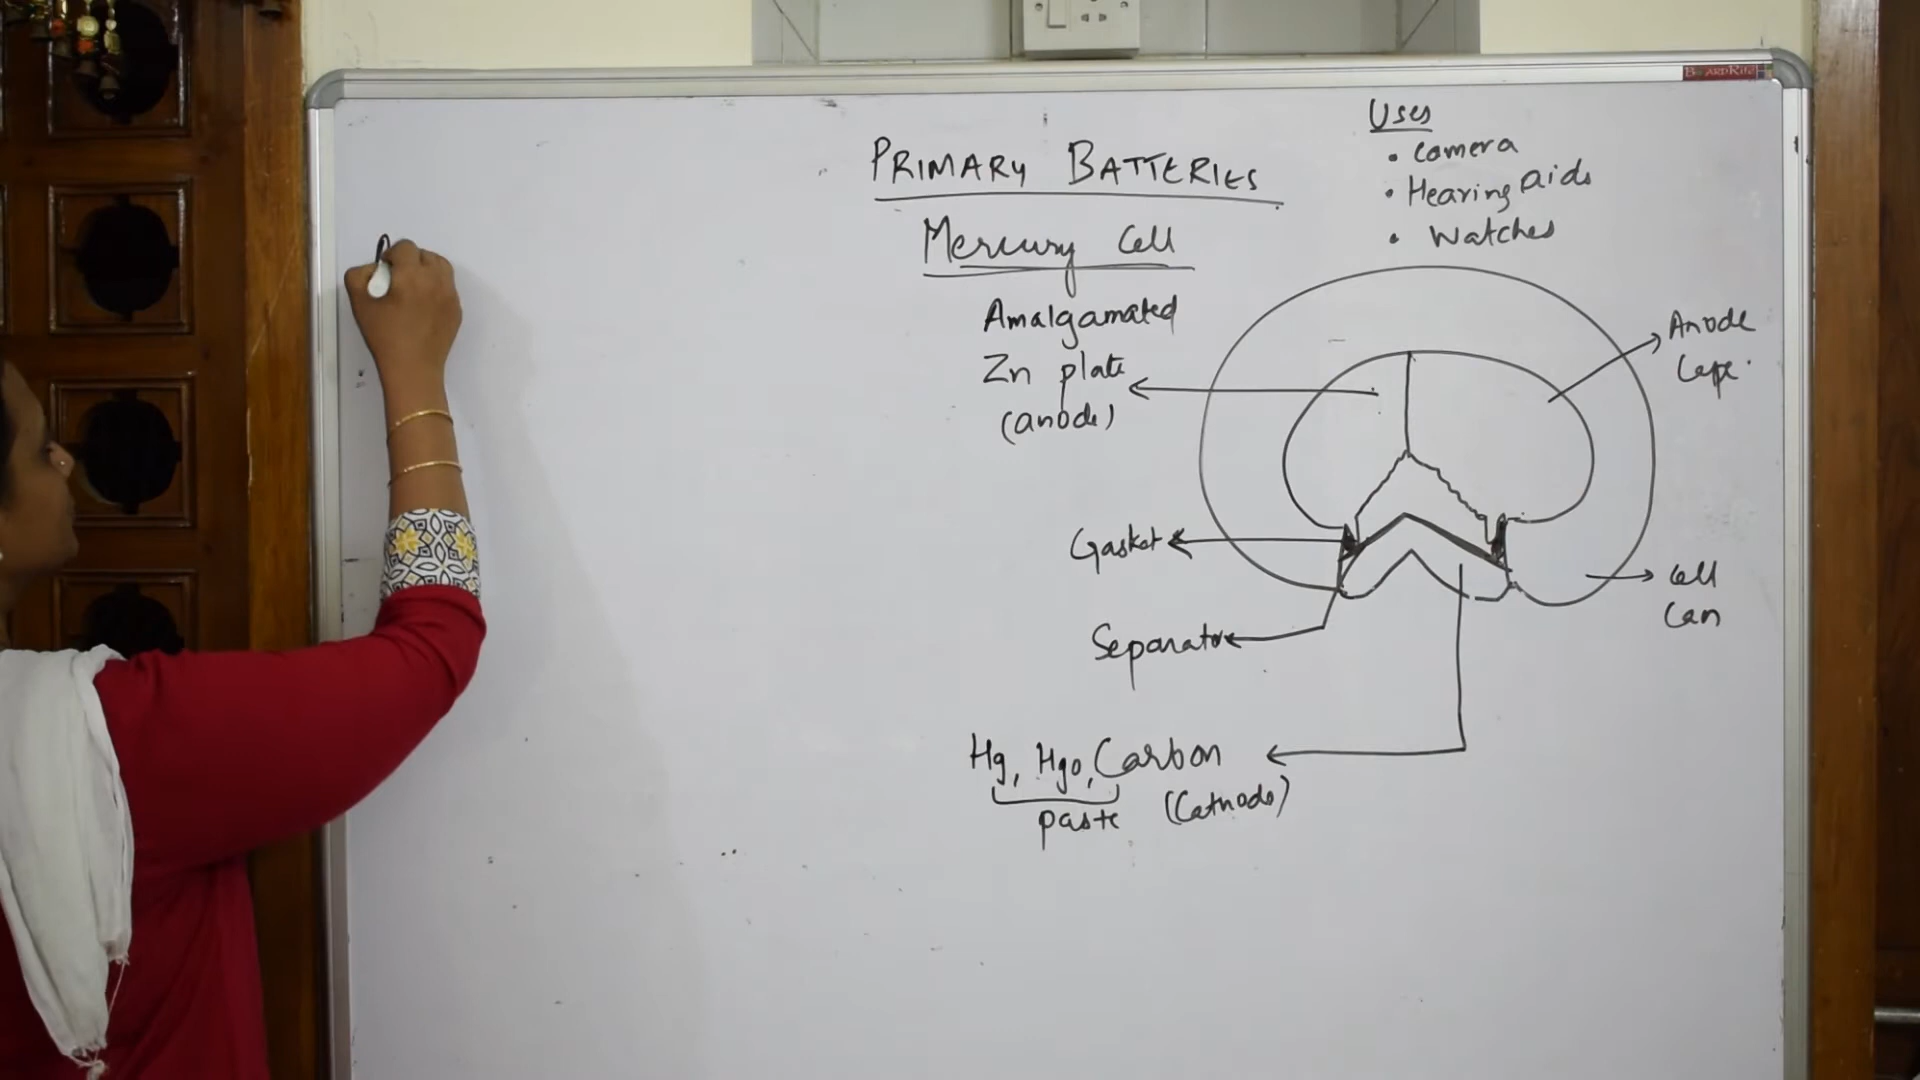 PRIMARY BATTERIES
Mercury Cell
Uses
• Camera
• Hearing aids
• Watches
Amalgamated
Zn plate
(anode)
Anode
Gasket
Cell
Can
Separator
Hg, HgO, Carbon
paste
(Cathode)